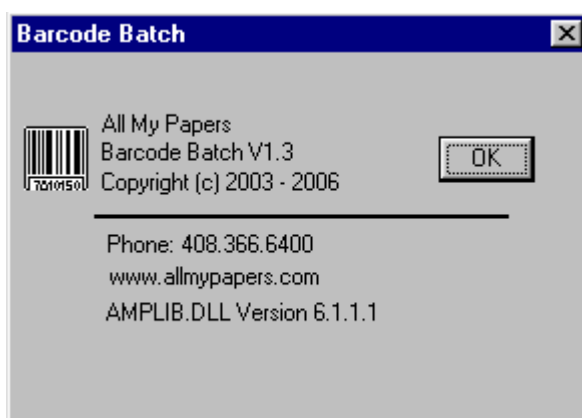 Barcode Batch
All My Papers
Barcode Batch V1.3
Copyright (c) 2003 - 2006
OK
Phone: 408.366.6400
www.allmypapers.com
AMPLIB.DLL Version 6.1.1.1